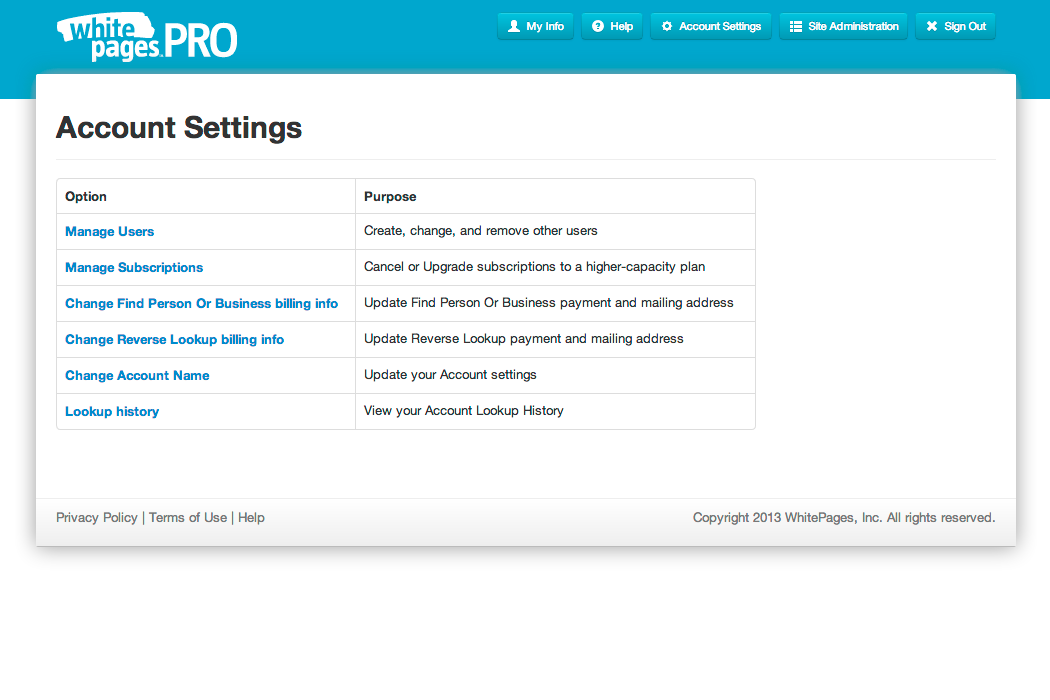 white pages.PRO
My Info Help Account Settings Site Administration Sign Out
Account Settings
Option Purpose
Manage Users Create, change, and remove other users
Manage Subscriptions Cancel or Upgrade subscriptions to a higher-capacity plan
Change Find Person Or Business billing info Update Find Person Or Business payment and mailing address
Change Reverse Lookup billing info Update Reverse Lookup payment and mailing address
Change Account Name Update your Account settings
Lookup history View your Account Lookup History
Privacy Policy | Terms of Use | Help Copyright 2013 WhitePages, Inc. All rights reserved.